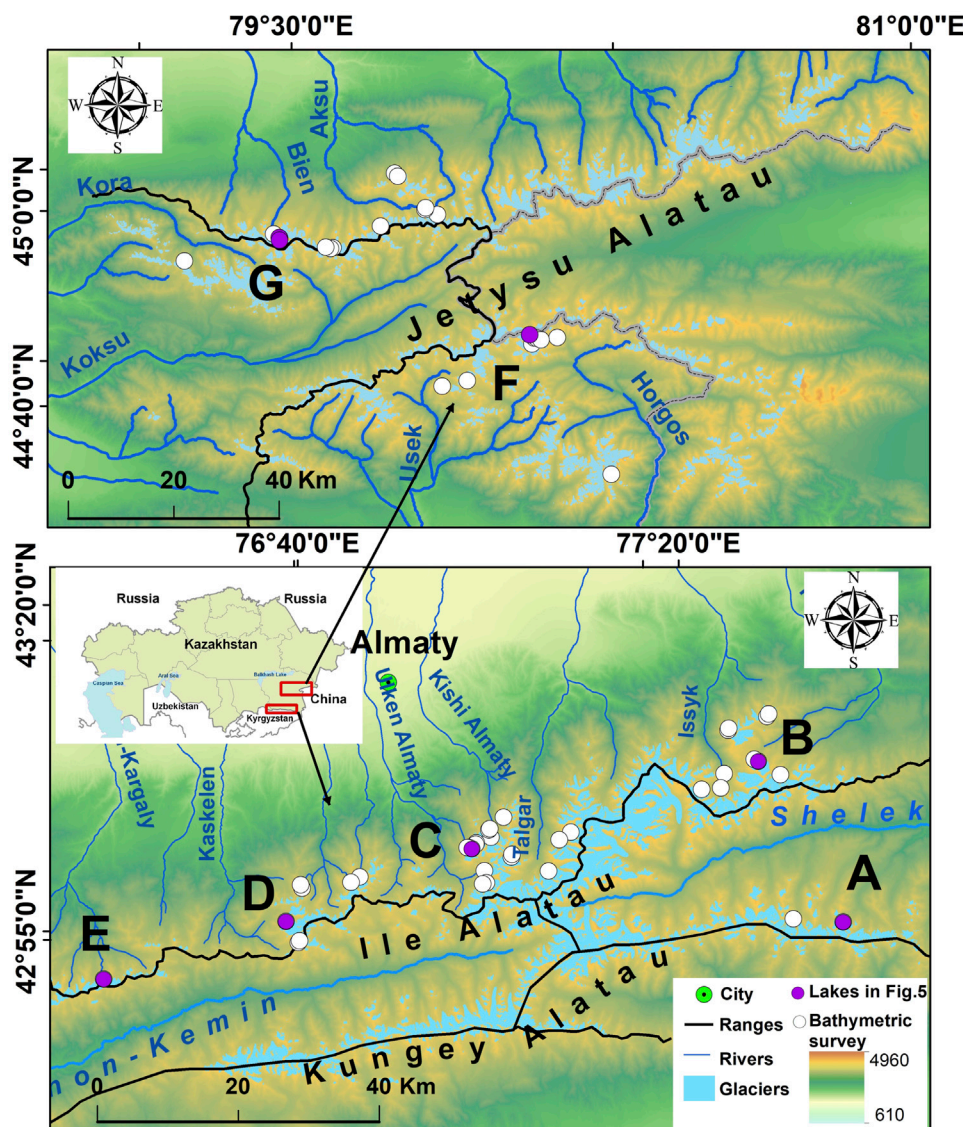 79°30'0"E
81°0'0"E
N
W
E
S
45°0'0"N
44°40'0"N
Kora
Bien
Aksu
Koksu
G
Jerysu Alatau
F
Usek
Horgos
0
20
40 Km
76°40'0"E
77°20'0"E
43°20'0"N
42°55'0"N
Russia
Russia
Kazakhstan
Caspian Sea
Aral Sea
Balkhash Lake
China
Uzbekistan
Kyrgyzstan
Almaty
N
W
E
S
Kargaly
Kaskelen
Ulken Almaty
Kishi Almaty
Talgar
Issyk
B
Shelek
C
A
D
E
Ile Alatau
mon-Kemin
Kungey Alatau
0
20
40 Km
City
Lakes in Fig.5
Ranges
Bathymetric
survey
Rivers
Glaciers
4960
610